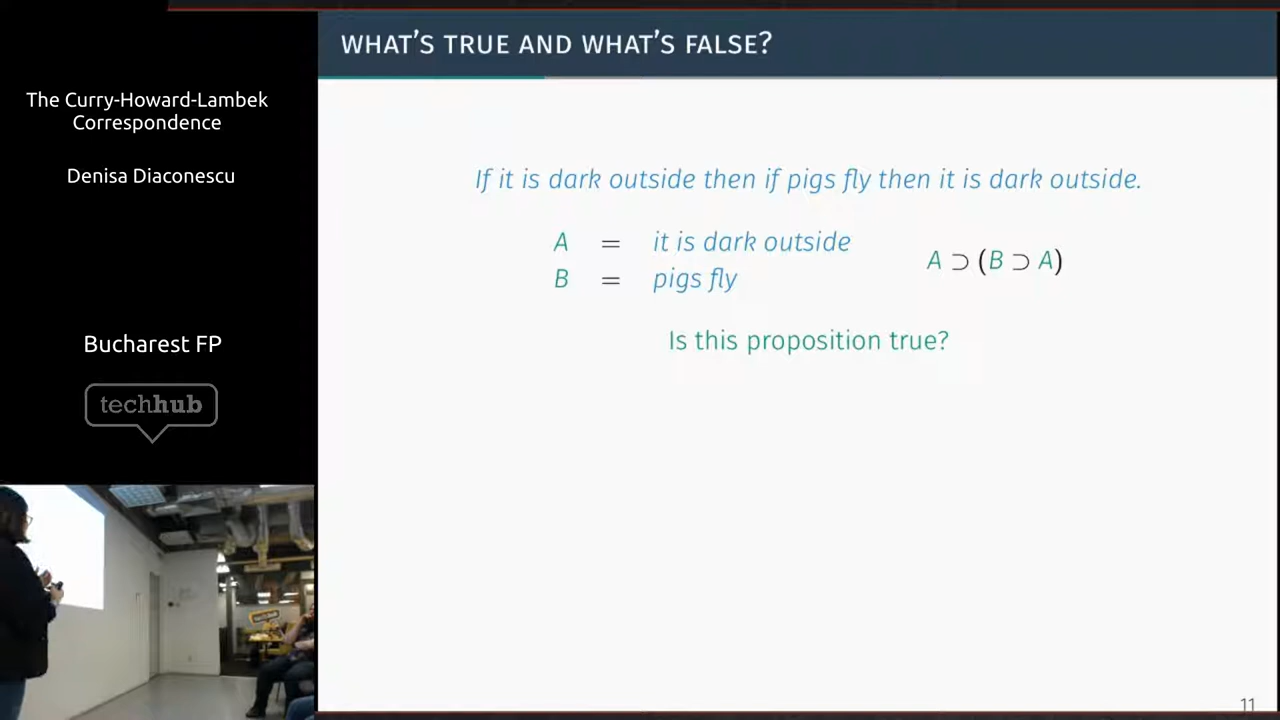 The Curry-Howard-Lambek
Correspondence
Denisa Diaconescu
Bucharest FP
techhub
WHAT'S TRUE AND WHAT'S FALSE?
If it is dark outside then if pigs fly then it is dark outside.
A = it is dark outside
B = pigs fly
A ⊃ (B ⊃ A)
Is this proposition true?
11